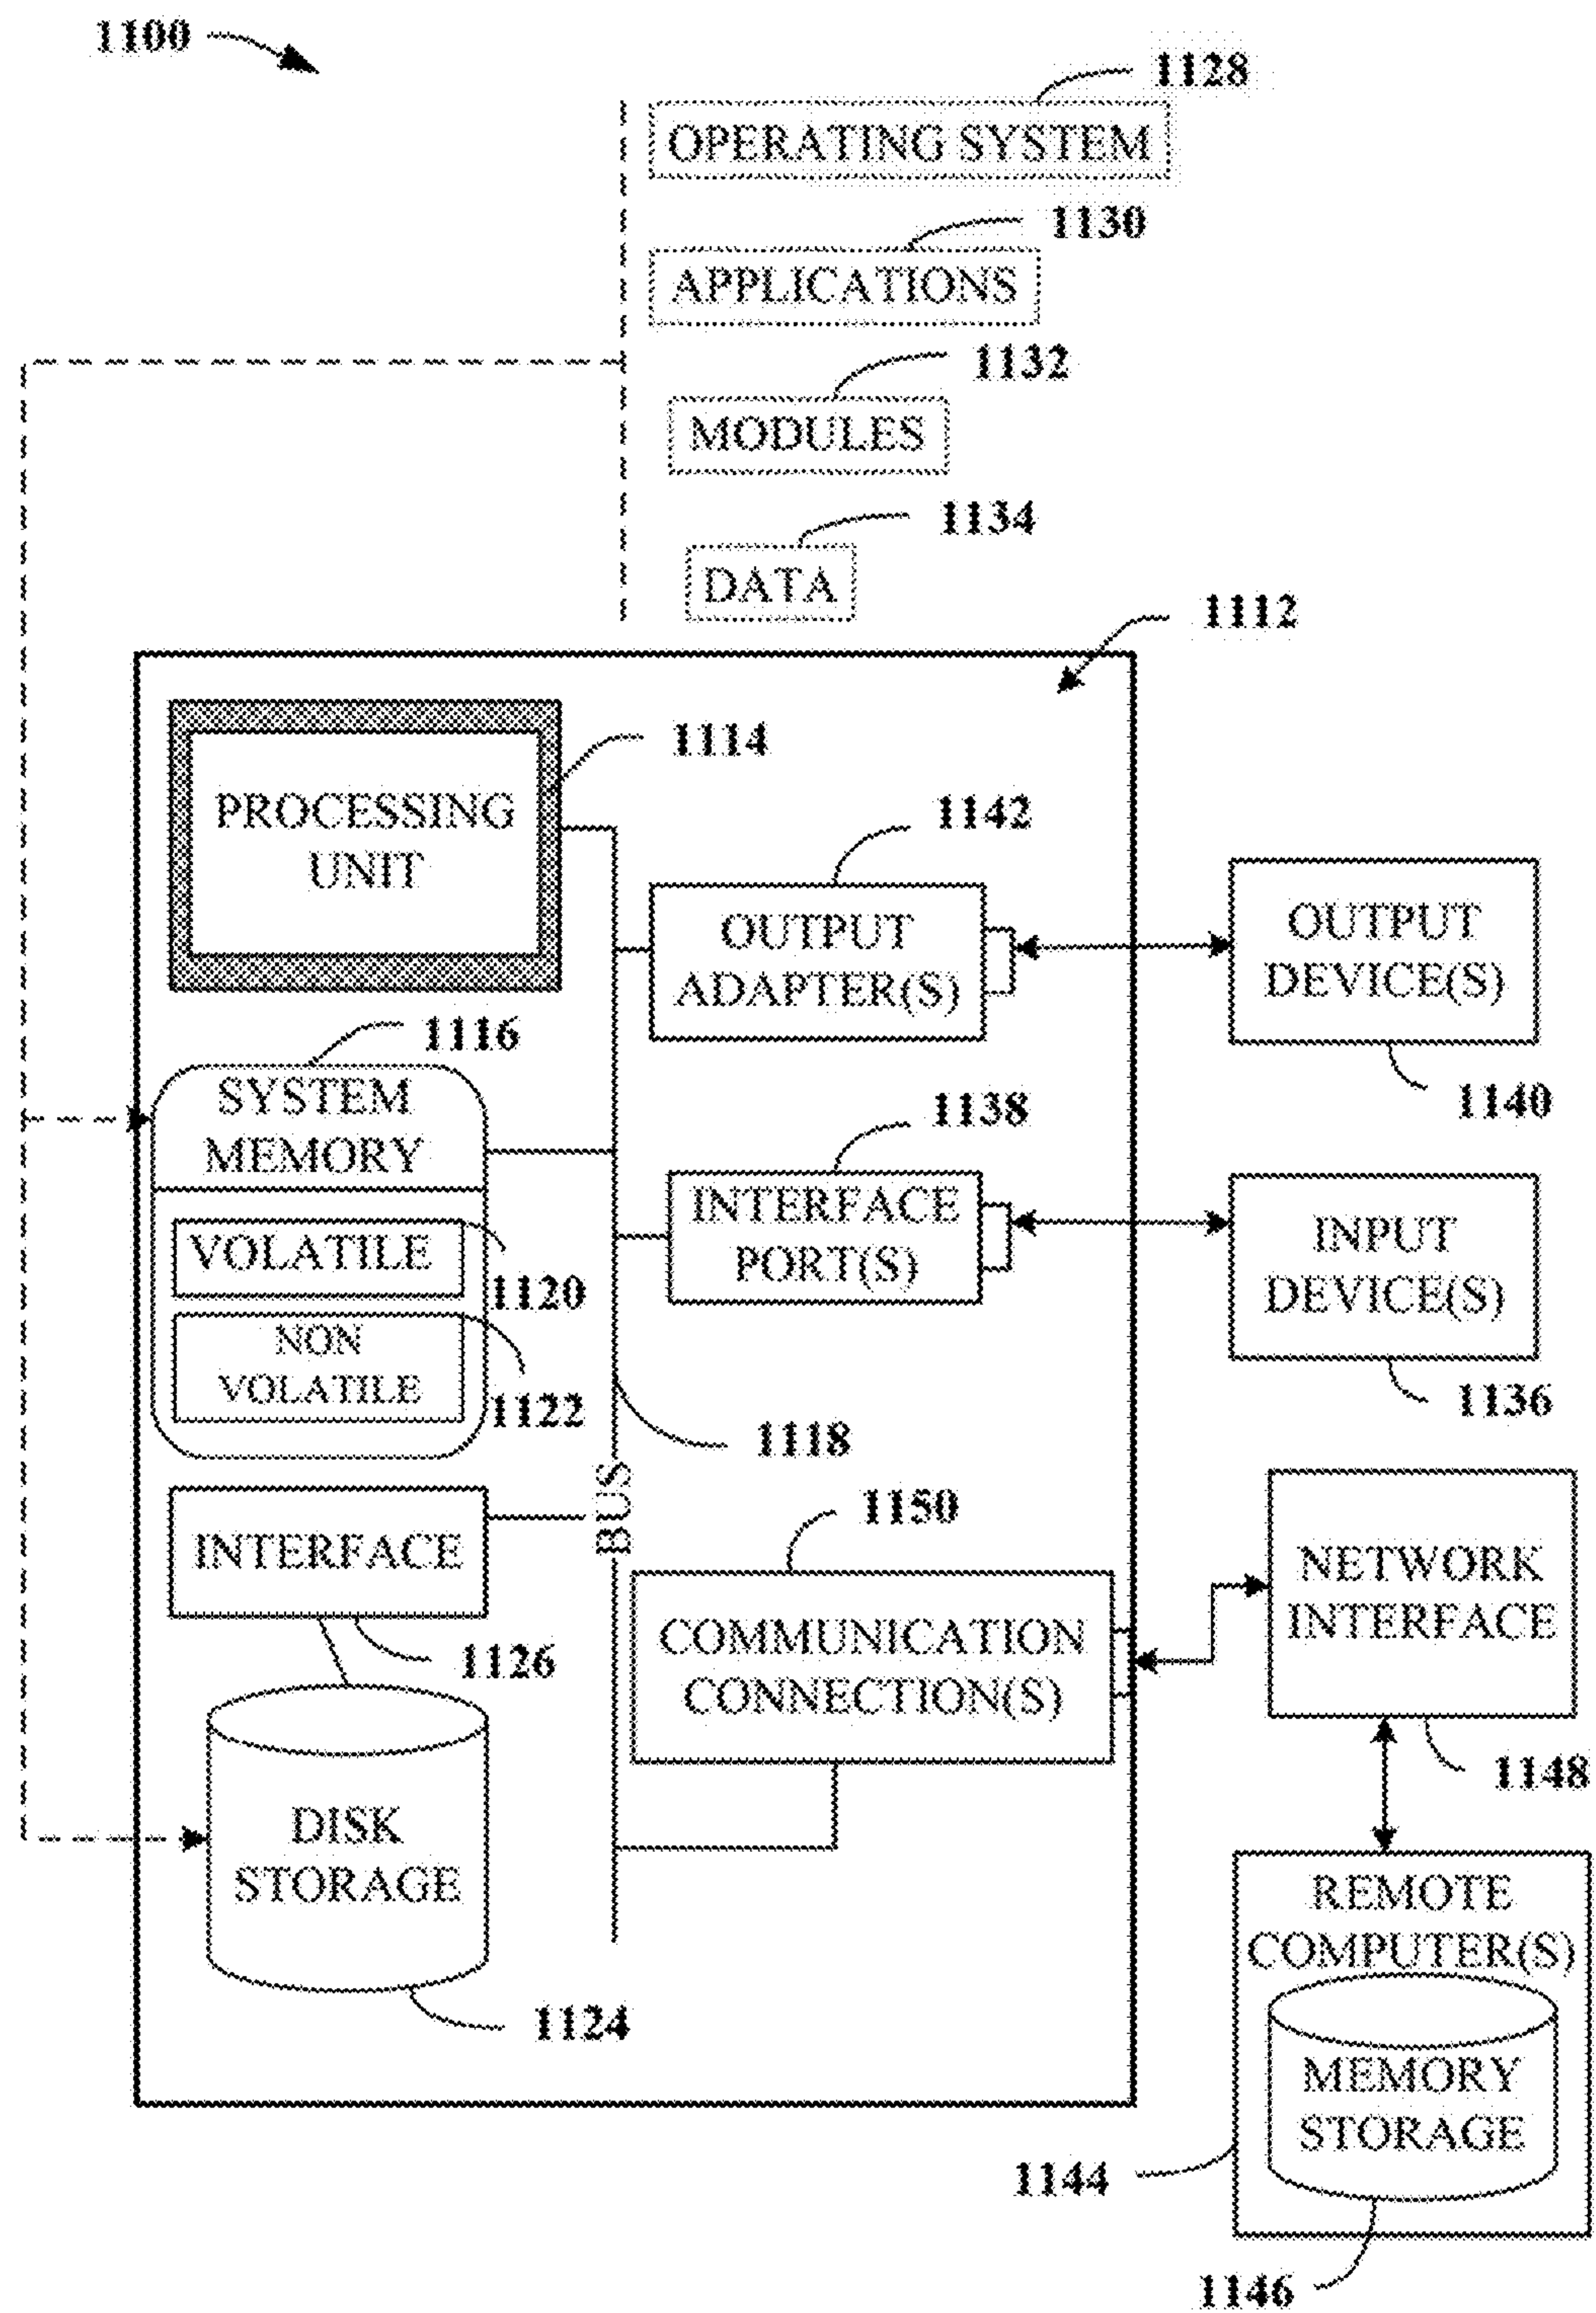 1100
1128
OPERATING SYSTEM
1130
APPLICATIONS
1132
MODULES
1134
DATA
1112
PROCESSING
UNIT
1114
1142
OUTPUT
ADAPTER(S)
OUTPUT
DEVICE(S)
1140
1116
SYSTEM
MEMORY
VOLATILE
1120
NON
VOLATILE
1122
1138
INTERFACE
PORT(S)
INPUT
DEVICE(S)
1136
1118
BUS
INTERFACE
1126
1150
COMMUNICATION
CONNECTION(S)
NETWORK
INTERFACE
1148
DISK
STORAGE
1124
REMOTE
COMPUTER(S)
MEMORY
STORAGE
1144
1146